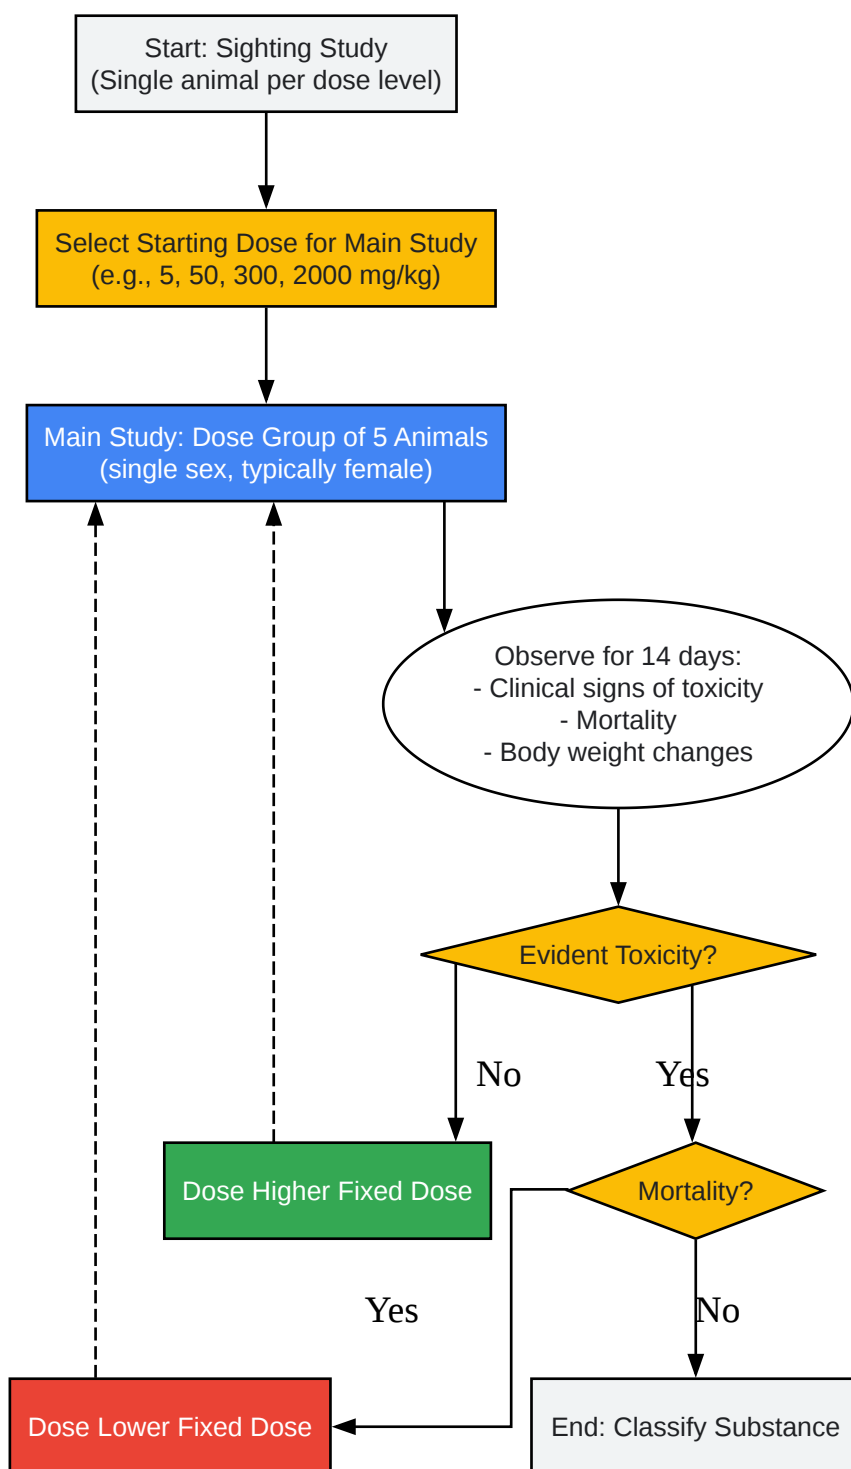 Start: Sighting Study
(Single animal per dose level)
Select Starting Dose for Main Study
(e.g., 5, 50, 300, 2000 mg/kg)
Main Study: Dose Group of 5 Animals
(single sex, typically female)
Observe for 14 days:
- Clinical signs of toxicity
- Mortality
- Body weight changes
Evident Toxicity?
No
Yes
Dose Higher Fixed Dose
Mortality?
Yes
No
Dose Lower Fixed Dose
End: Classify Substance